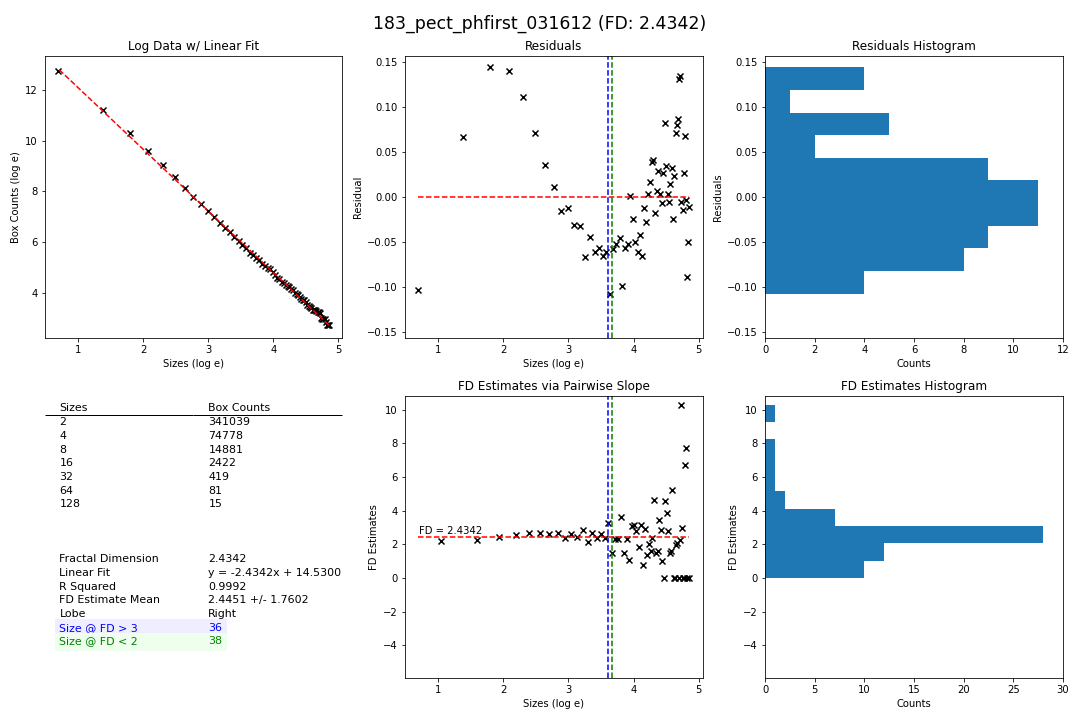 183_pect_phfirst_031612 (FD: 2.4342)
Log Data w/ Linear Fit
Box Counts (log e)
12
10
8
6
4
1 2 3 4 5
Sizes (log e)
Residuals
Residual
0.15
0.10
0.05
0.00
−0.05
−0.10
−0.15
1 2 3 4 5
Sizes (log e)
Residuals Histogram
Residuals
0.15
0.10
0.05
0.00
−0.05
−0.10
−0.15
0 2 4 6 8 10 12
Counts
Sizes Box Counts
2 341039
4 74778
8 14881
16 2422
32 419
64 81
128 15
Fractal Dimension 2.4342
Linear Fit y = -2.4342x + 14.5300
R Squared 0.9992
FD Estimate Mean 2.4451 +/- 1.7602
Lobe Right
Size @ FD > 3 36
Size @ FD < 2 38
FD Estimates via Pairwise Slope
FD Estimates
10
8
6
4
2
0
−2
−4
FD = 2.4342
1 2 3 4 5
Sizes (log e)
FD Estimates Histogram
FD Estimates
10
8
6
4
2
0
−2
−4
0 5 10 15 20 25 30
Counts